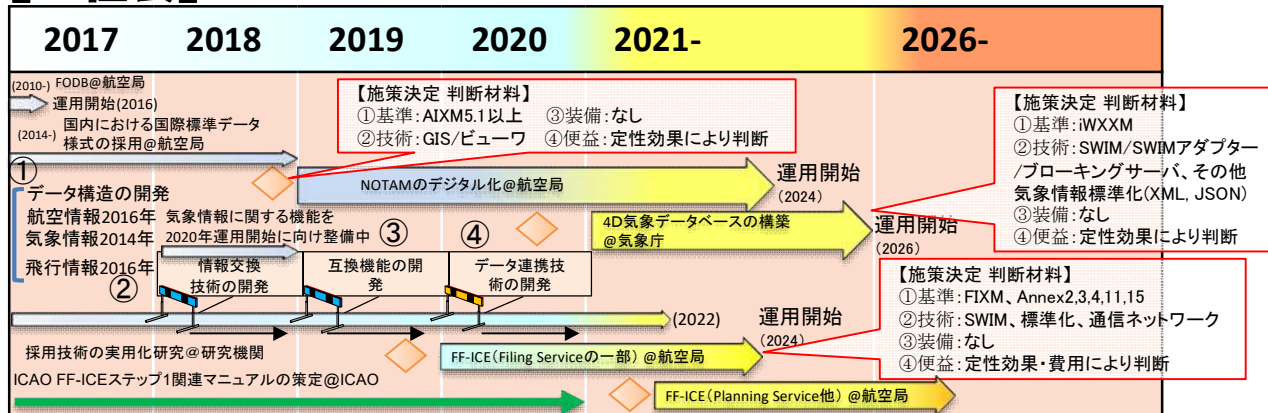 2017 2018 2019 2020 2021- 2026-
(2010-) FODB@航空局
運用開始(2016)
(2014-) 国内における国際標準データ
様式の採用@航空局
【施策決定 判断材料】
①基準:AIXM5.1以上 ③装備:なし
②技術:GIS/ビューワ ④便益:定性効果により判断
【施策決定 判断材料】
①基準:iWXXM
②技術:SWIM/SWIMアダプター
/ブローキングサーバ、その他
気象情報標準化(XML, JSON)
③装備:なし
④便益:定性効果により判断
①
NOTAMのデジタル化@航空局
運用開始
(2024)
データ構造の開発
航空情報2016年
気象情報2014年
飛行情報2016年
気象情報に関する機能を
2020年運用開始に向け整備中
③
④
4D気象データベースの構築
@気象庁
運用開始
(2026)
②
情報交換
技術の開発
互換機能の開
発
データ連携技
術の開発
【施策決定 判断材料】
①基準:FIXM、Annex2,3,4,11,15
②技術:SWIM、標準化、通信ネットワーク
③装備:なし
④便益:定性効果・費用により判断
(2022)
運用開始
(2024)
採用技術の実用化研究@研究機関
FF-ICE(Filing Serviceの一部) @航空局
ICAO FF-ICEステップ1関連マニュアルの策定@ICAO
FF-ICE(Planning Service他) @航空局